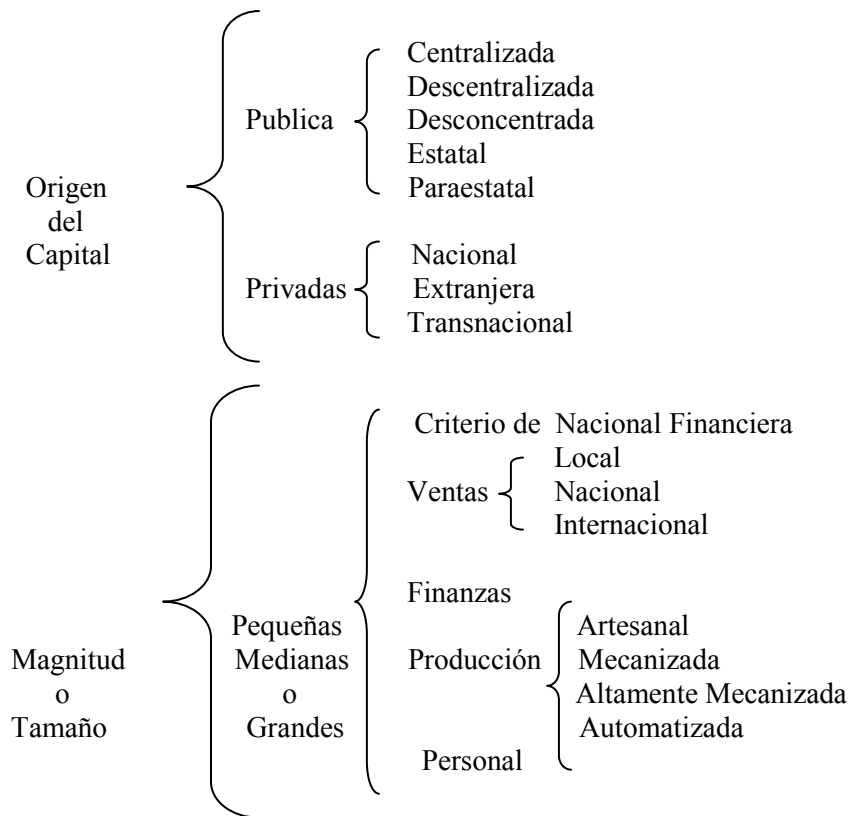 Origen
del
Capital
Publica
Centralizada
Descentralizada
Desconcentrada
Estatal
Paraestatal
Privadas
Nacional
Extranjera
Transnacional
Magnitud
o
Tamaño
Pequeñas
Medianas
o
Grandes
Criterio de Nacional Financiera
Ventas
Local
Nacional
Internacional
Finanzas
Producción
Artesanal
Mecanizada
Altamente Mecanizada
Automatizada
Personal